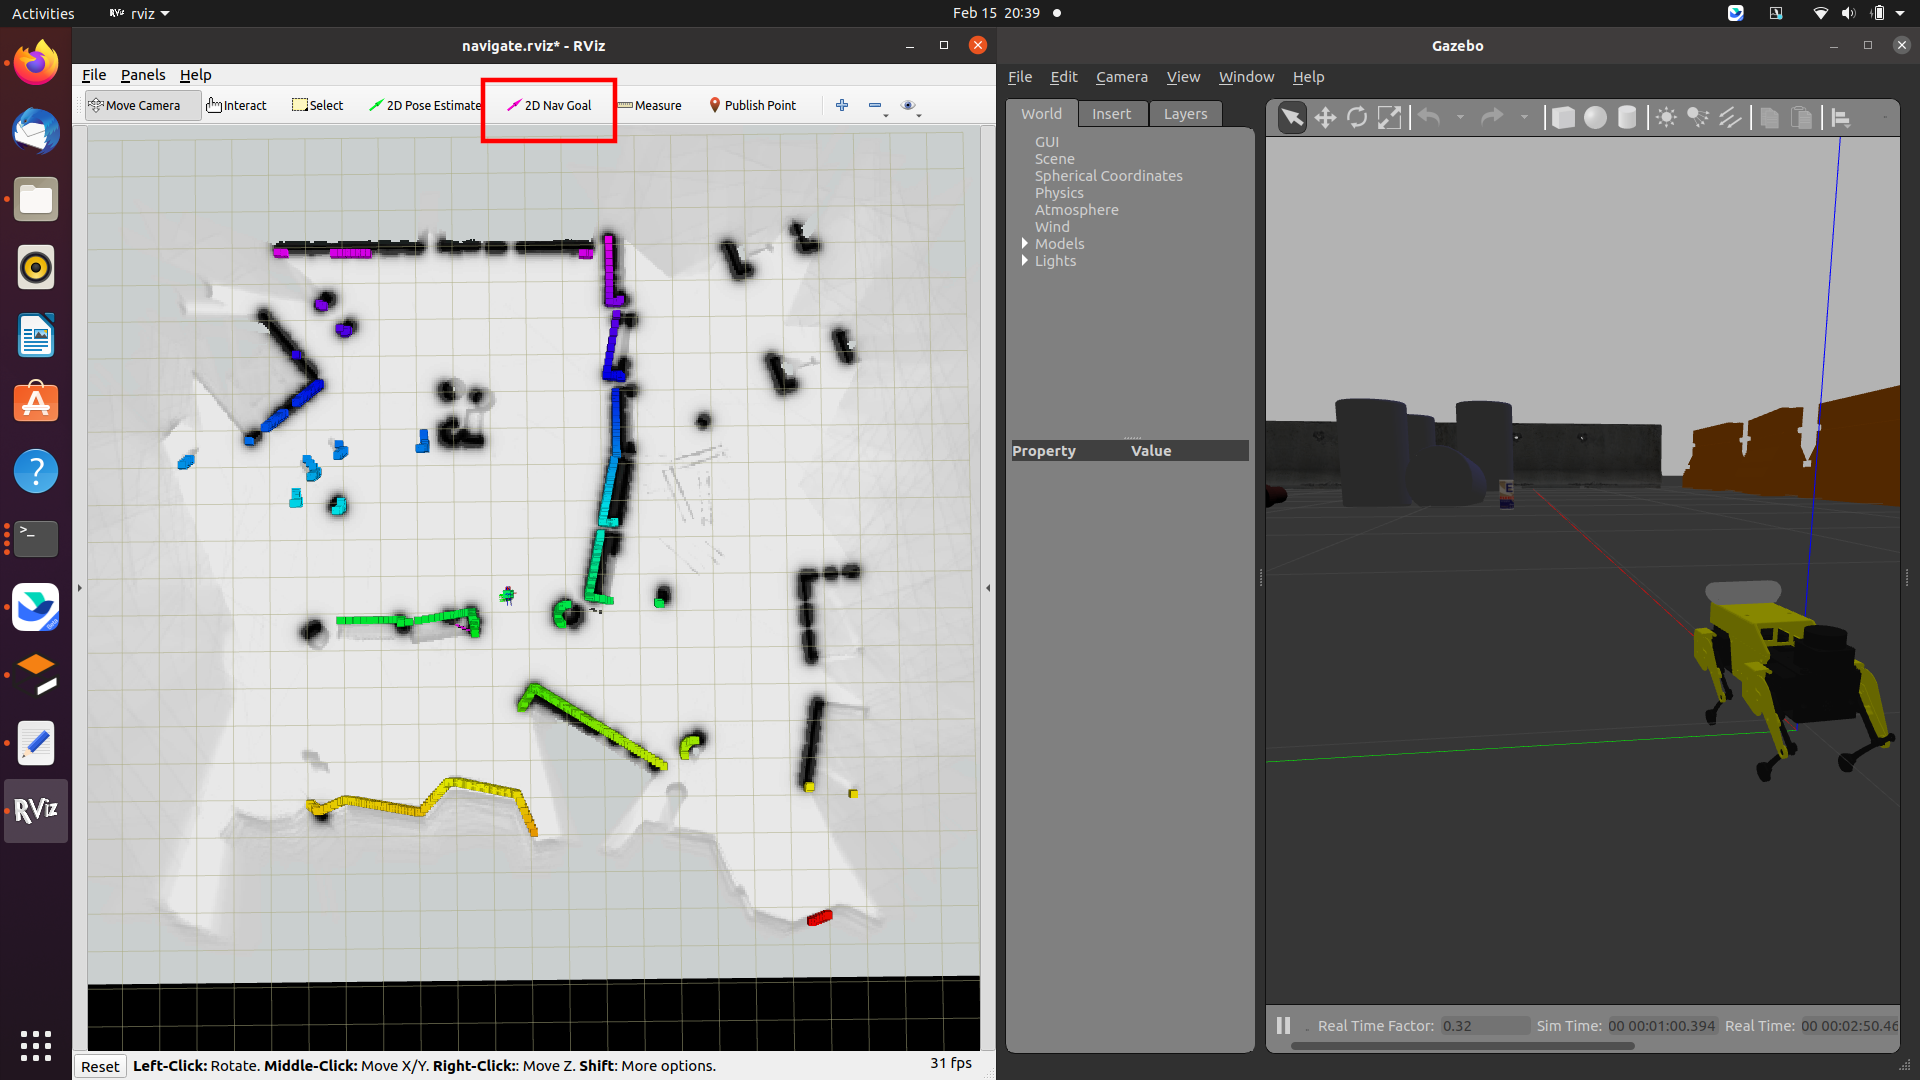 Activities
RViz
rviz
Feb 15 20:39
navigate.rviz* - RViz
File Panels Help
Move Camera
Interact
Select
2D Pose Estimate
2D Nav Goal
Measure
Publish Point
Reset Left-Click: Rotate. Middle-Click: Move X/Y. Right-Click:: Move Z. Shift: More options.
31 fps
RViz
Gazebo
File Edit Camera View Window Help
World Insert Layers
GUI
Scene
Spherical Coordinates
Physics
Atmosphere
Wind
Models
Lights
Property Value
Real Time Factor: 0.32 Sim Time: 00 00:01:00.394 Real Time: 00 00:02:50.46